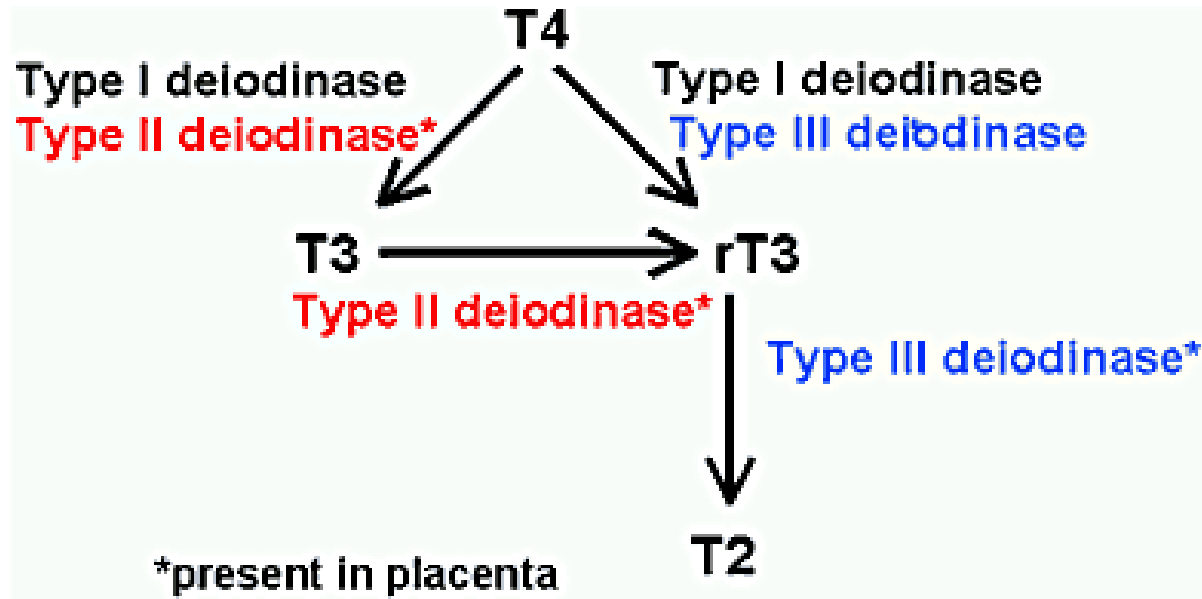 T4
Type I deiodinase
Type II deiodinase*
Type I deiodinase
Type III deiodinase
T3
rT3
Type II deiodinase*
Type III deiodinase*
T2
*present in placenta